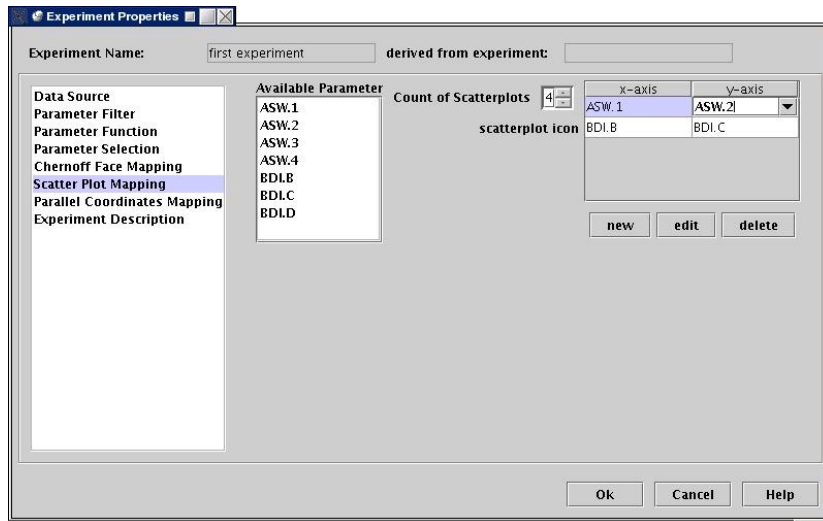 Experiment Properties
Experiment Name: first experiment derived from experiment:
Data Source
Parameter Filter
Parameter Function
Parameter Selection
Chernoff Face Mapping
Scatter Plot Mapping
Parallel Coordinates Mapping
Experiment Description
Available Parameter
ASW.1
ASW.2
ASW.3
ASW.4
BDI.B
BDI.C
BDI.D
Count of Scatterplots 4
scatterplot icon
x-axis y-axis
ASW.1 ASW.2
BDI.B BDI.C
new edit delete
Ok Cancel Help